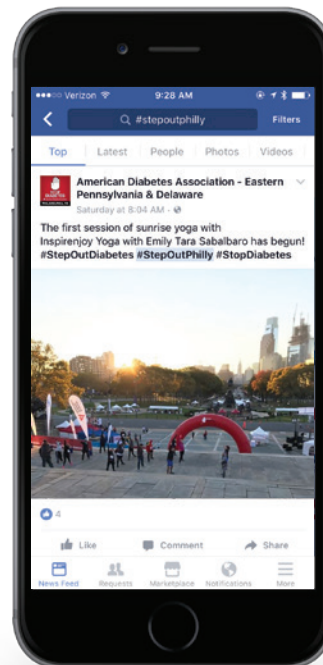 Verizon 9:28 AM
#stepoutphilly Filters
Top Latest People Photos Videos
American Diabetes Association - Eastern
Pennsylvania & Delaware
Saturday at 8:04 AM
The first session of sunrise yoga with
Inspirenjoy Yoga with Emily Tara Sabalbaro has begun!
#StepOutDiabetes #StepOutPhilly #StopDiabetes
4
Like Comment Share
News Feed Requests Marketplace Notifications More